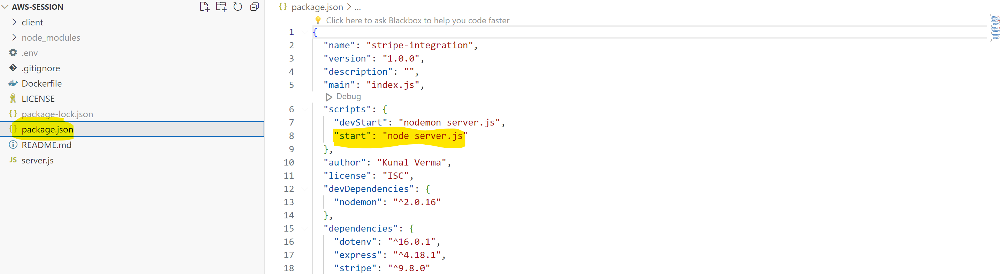 AWS-SESSION
client
node_modules
.env
.gitignore
Dockerfile
LICENSE
package-lock.json
package.json
README.md
JS server.js
{} package.json > ...
Click here to ask Blackbox to help you code faster
1 {
2 "name": "stripe-integration",
3 "version": "1.0.0",
4 "description": "",
5 "main": "index.js",
Debug
6 "scripts": {
7 "devStart": "nodemon server.js",
8 "start": "node server.js"
9 },
10 "author": "Kunal Verma",
11 "license": "ISC",
12 "devDependencies": {
13 "nodemon": "^2.0.16"
14 },
15 "dependencies": {
16 "dotenv": "^16.0.1",
17 "express": "^4.18.1",
18 "stripe": "^9.8.0"